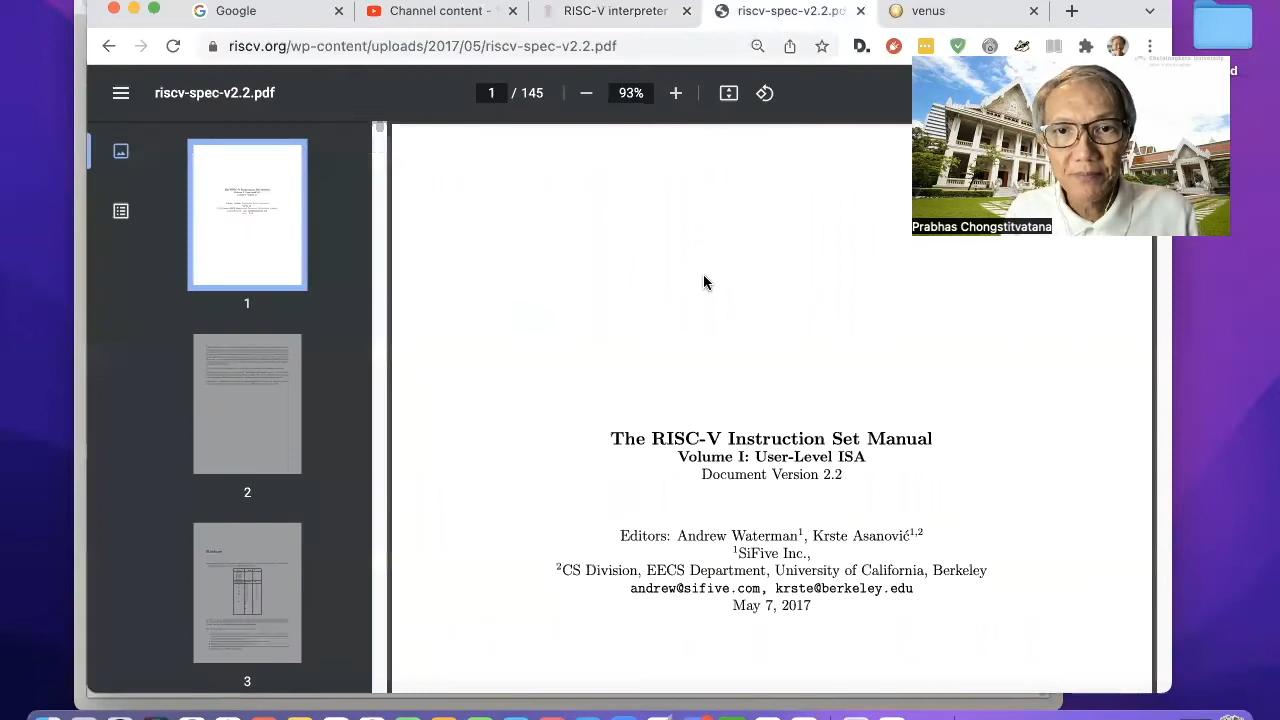 Google
Channel content -
RISC-V interpreter
riscv-spec-v2.2.pd
venus
riscv.org/wp-content/uploads/2017/05/riscv-spec-v2.2.pdf
D.
Chulalongkorn University
d
riscv-spec-v2.2.pdf
1 / 145
93%
Prabhas Chongstitvatana
1
2
3
The RISC-V Instruction Set Manual
Volume I: User-Level ISA
Document Version 2.2
Editors: Andrew Waterman1, Krste Asanović1,2
1SiFive Inc.,
2CS Division, EECS Department, University of California, Berkeley
andrew@sifive.com, krste@berkeley.edu
May 7, 2017